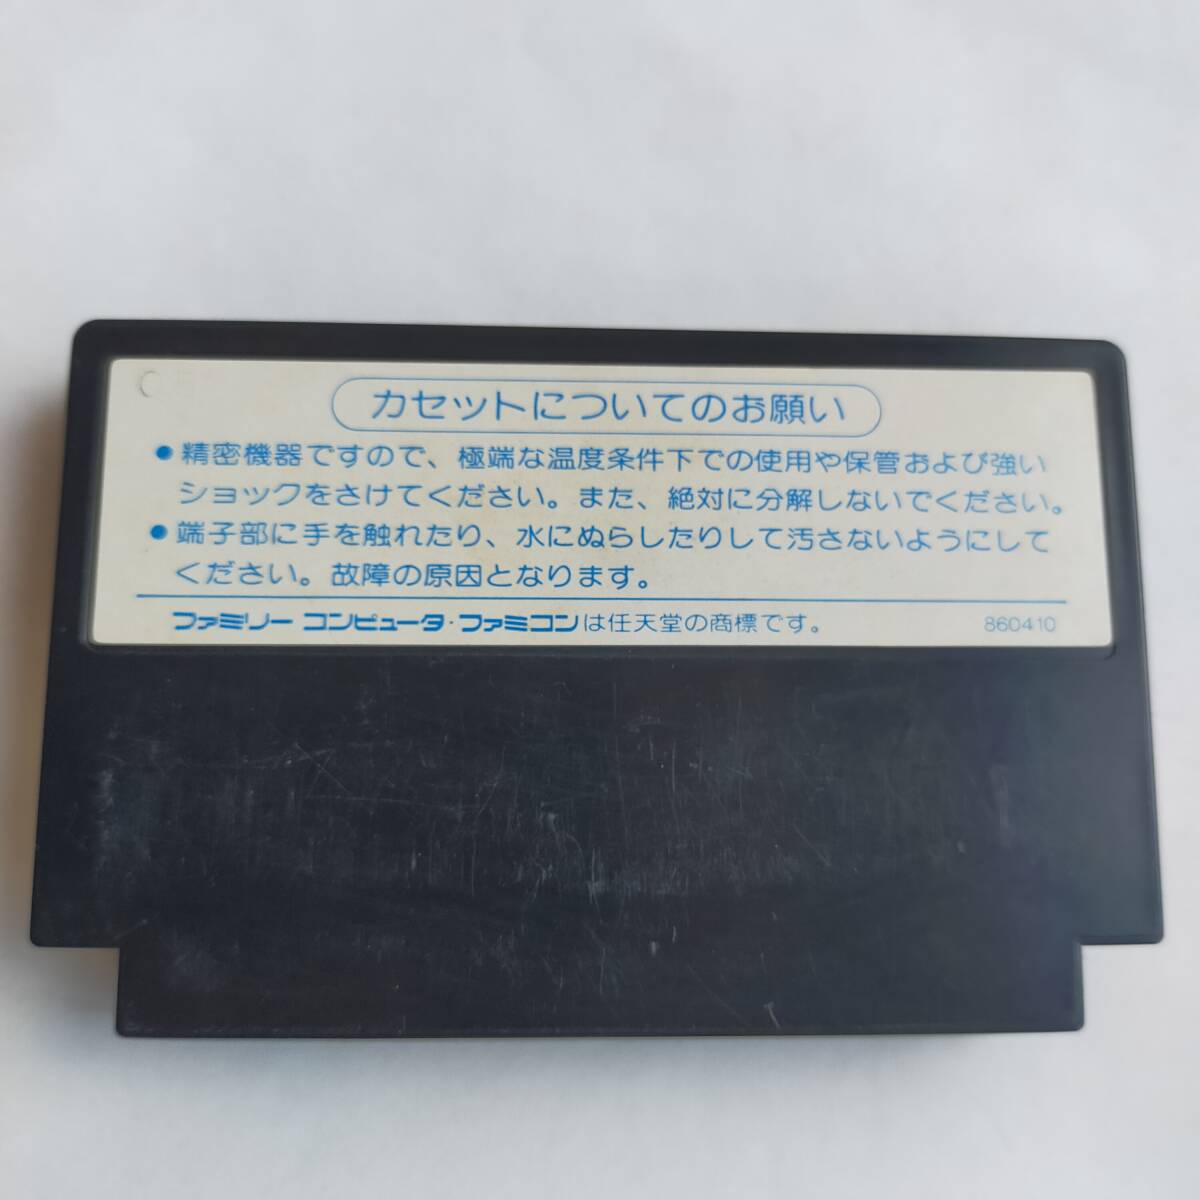 カセットについてのお願い
●精密機器ですので、極端な温度条件下での使用や保管および強い
ショックをさけてください。また、絶対に分解しないでください。
●端子部に手を触れたり、水にぬらしたりして汚さないようにして
ください。故障の原因となります。
ファミリー コンピュータ・ファミコンは任天堂の商標です。 860410